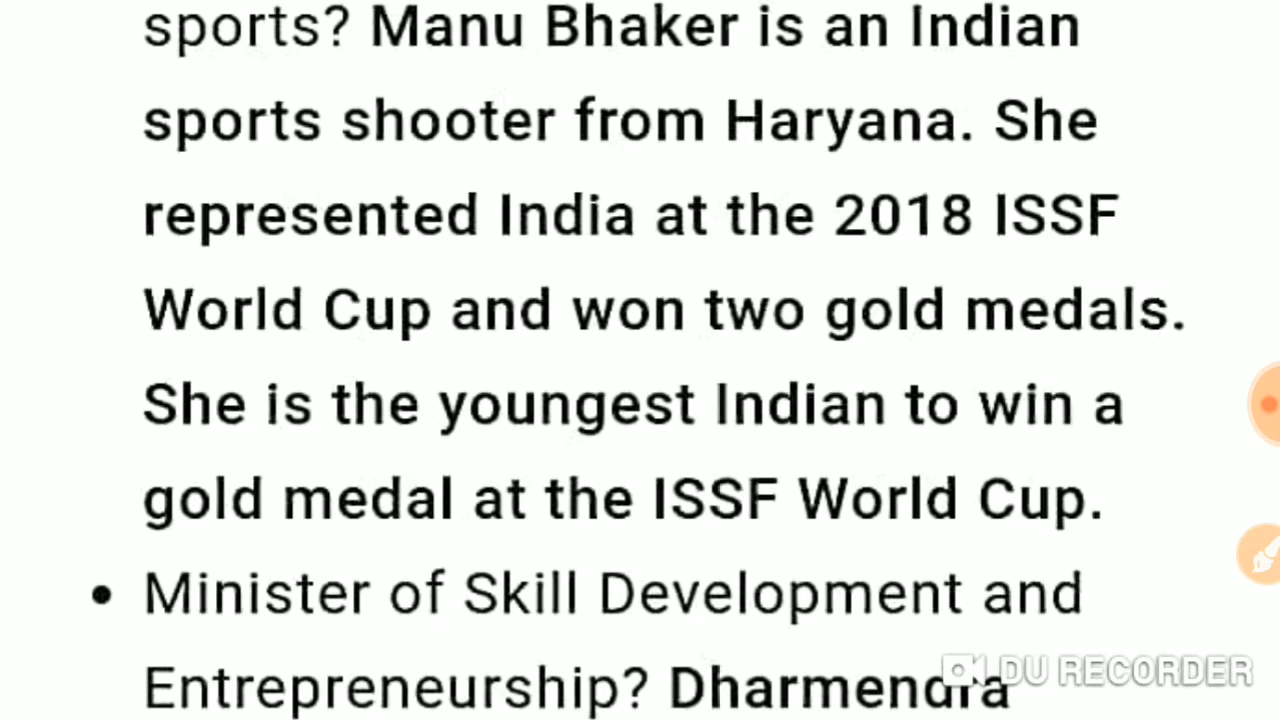 sports? Manu Bhaker is an Indian
sports shooter from Haryana. She
represented India at the 2018 ISSF
World Cup and won two gold medals.
She is the youngest Indian to win a
gold medal at the ISSF World Cup.
• Minister of Skill Development and
Entrepreneurship? Dharmendra
DU RECORDER